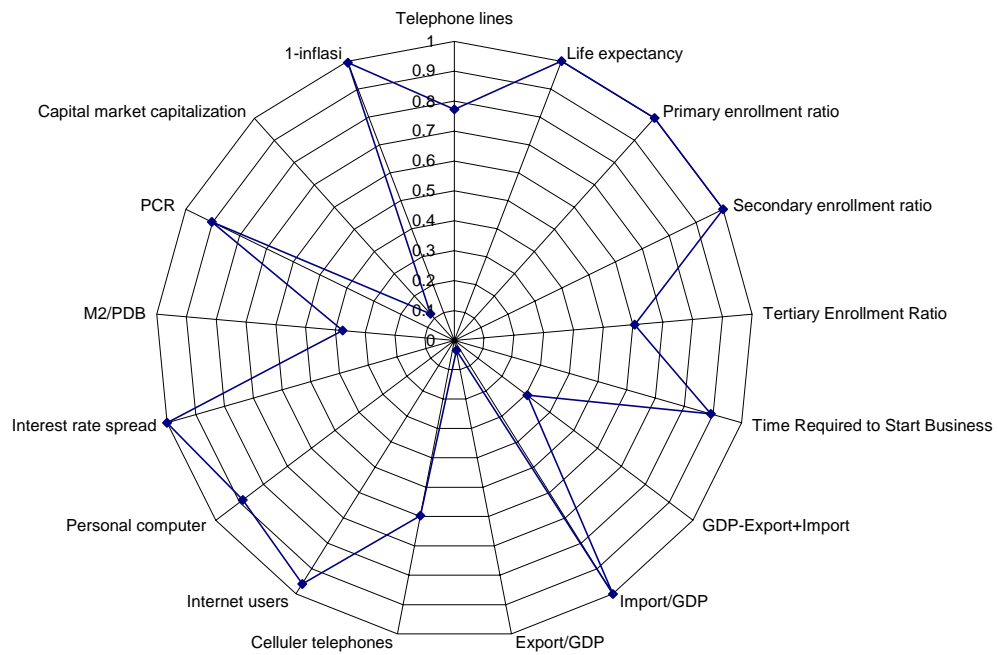 Telephone lines
1
1-inflasi
Life expectancy
0.9
Capital market capitalization
0.8
Primary enrollment ratio
0.7
0.6
PCR
0.5
Secondary enrollment ratio
0.4
0.3
0.2
M2/PDB
0.1
Tertiary Enrollment Ratio
0
Interest rate spread
Time Required to Start Business
Personal computer
GDP-Export+Import
Internet users
Import/GDP
Celluler telephones
Export/GDP